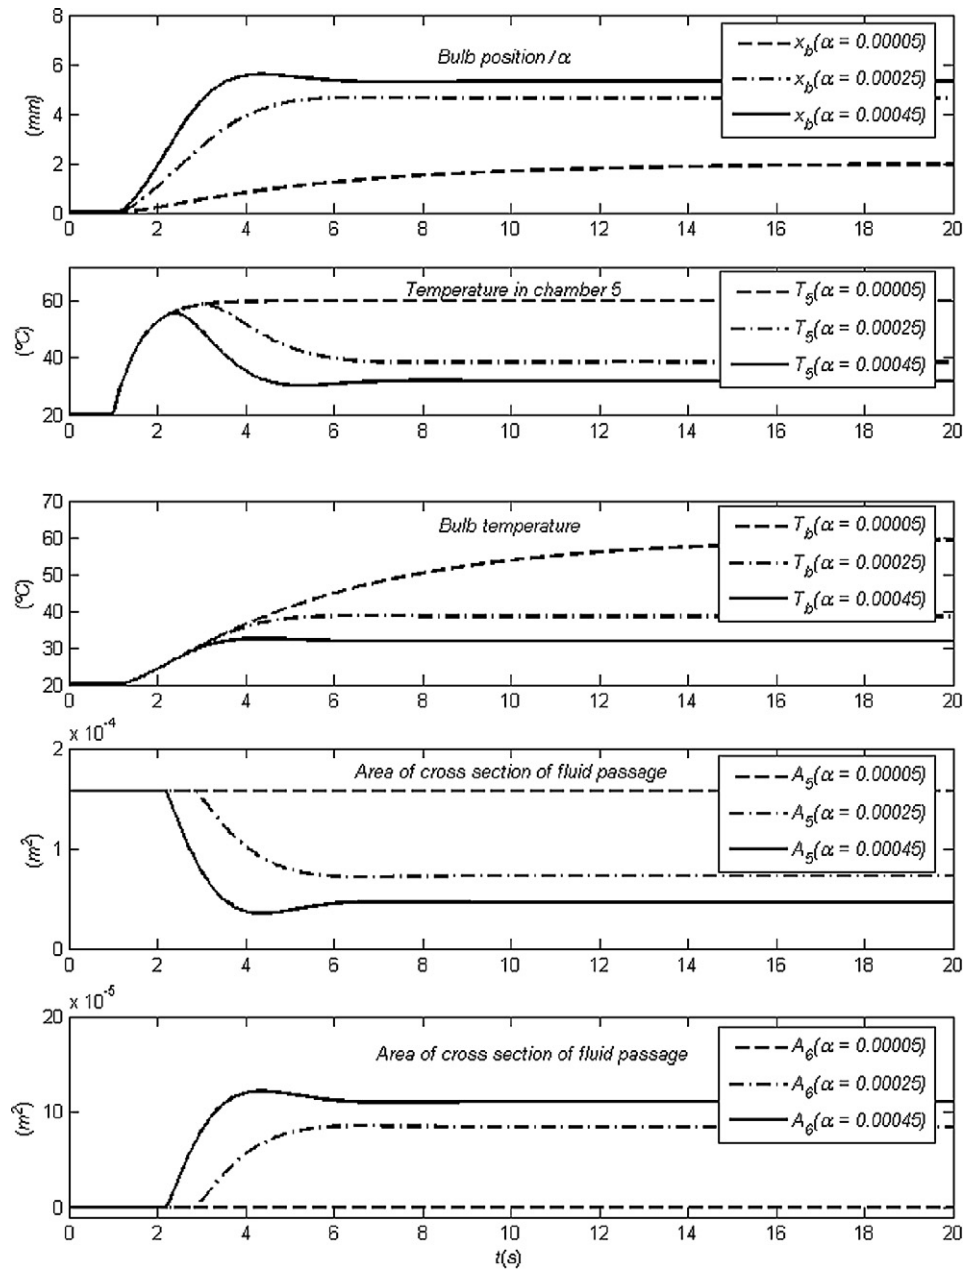 8
6
4
2
0
(mm)
Bulb position / α
x_b(α = 0.00005)
x_b(α = 0.00025)
x_b(α = 0.00045)
0 2 4 6 8 10 12 14 16 18 20
60
40
20
(ºC)
Temperature in chamber 5
T_5(α = 0.00005)
T_5(α = 0.00025)
T_5(α = 0.00045)
0 2 4 6 8 10 12 14 16 18 20
70
60
50
40
30
20
(ºC)
Bulb temperature
T_b(α = 0.00005)
T_b(α = 0.00025)
T_b(α = 0.00045)
0 2 4 6 8 10 12 14 16 18 20
x 10^-4
2
1
0
(m²)
Area of cross section of fluid passage
A_5(α = 0.00005)
A_5(α = 0.00025)
A_5(α = 0.00045)
0 2 4 6 8 10 12 14 16 18 20
x 10^-5
20
10
0
(m²)
Area of cross section of fluid passage
A_6(α = 0.00005)
A_6(α = 0.00025)
A_6(α = 0.00045)
0 2 4 6 8 10 12 14 16 18 20
t(s)